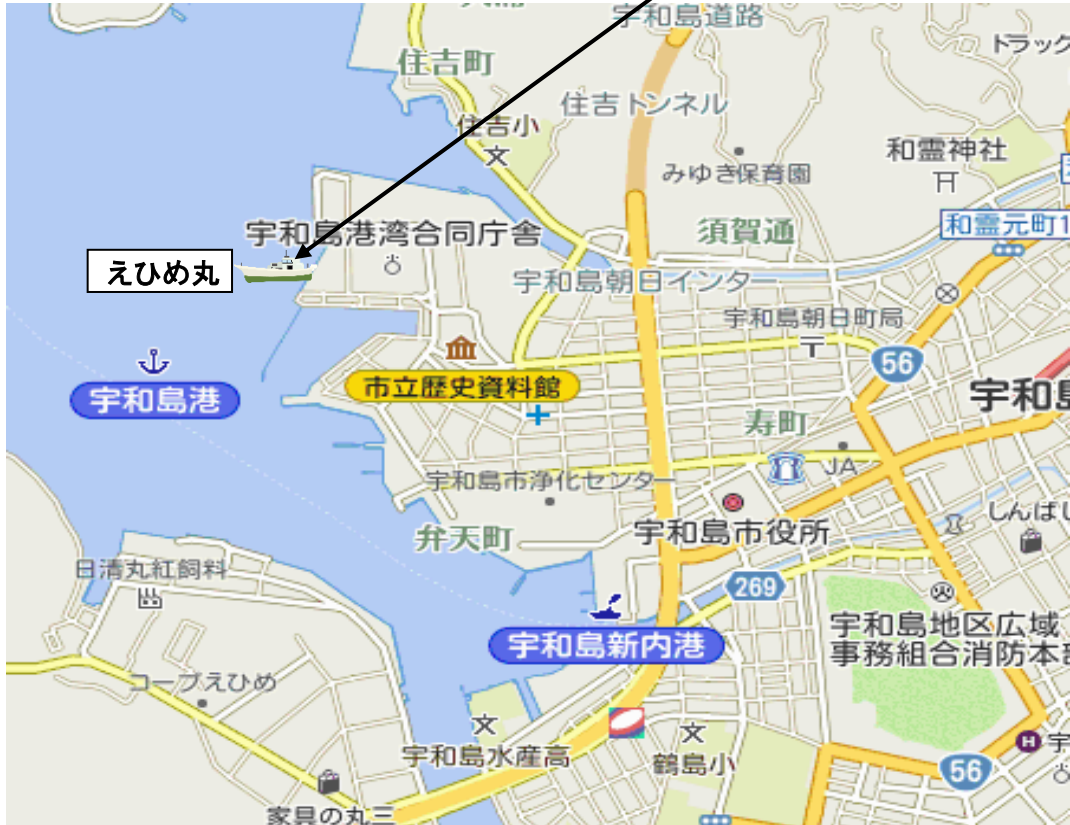 宇和島道路
住吉町
トラック
住吉トンネル
住吉小
和霊神社
みゆき保育園
宇和島港湾合同庁舎
須賀通
和霊元町1
えひめ丸
宇和島朝日インター
宇和島朝日町局
56
市立歴史資料館
宇和島港
宇和島
寿町
JA
宇和島市浄化センター
しんばし
弁天町
宇和島市役所
日清丸紅飼料
269
宇和島新内港
宇和島地区広域
事務組合消防本部
コープえひめ
宇和島水産高
鶴島小
H 宇
56
家具の丸三